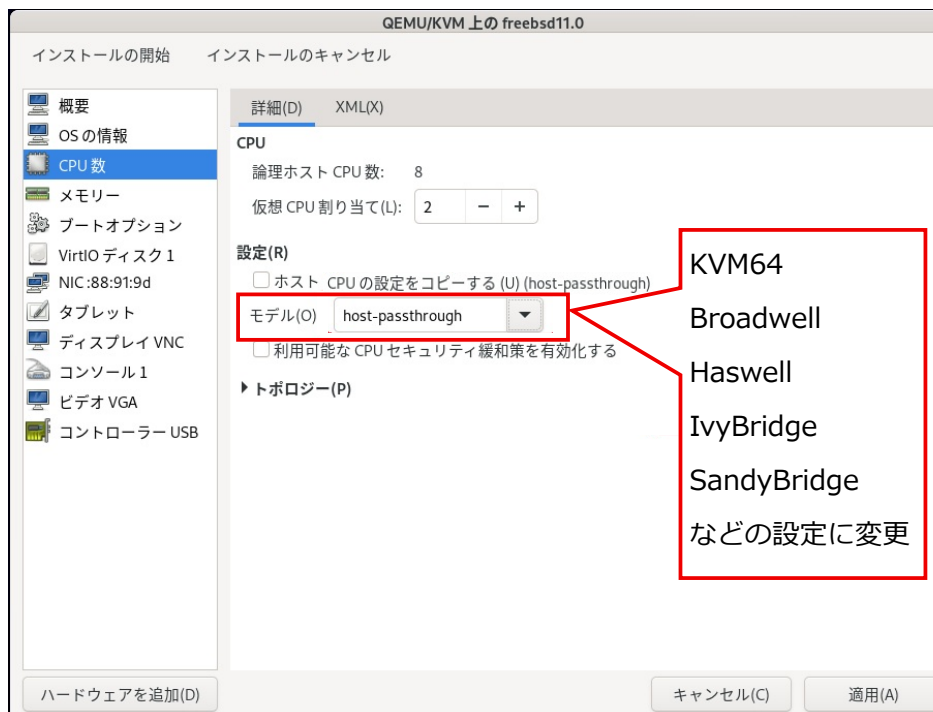 QEMU/KVM 上の freebsd11.0
インストールの開始 インストールのキャンセル
概要
OS の情報
CPU 数
メモリー
ブートオプション
VirtIO ディスク 1
NIC :88:91:9d
タブレット
ディスプレイ VNC
コンソール 1
ビデオ VGA
コントローラー USB
詳細(D) XML(X)
CPU
論理ホスト CPU 数: 8
仮想 CPU 割り当て(L): 2 − +
設定(R)
ホスト CPU の設定をコピーする (U) (host-passthrough)
モデル(O) host-passthrough
利用可能な CPU セキュリティ緩和策を有効化する
トポロジー(P)
KVM64
Broadwell
Haswell
IvyBridge
SandyBridge
などの設定に変更
ハードウェアを追加(D) キャンセル(C) 適用(A)